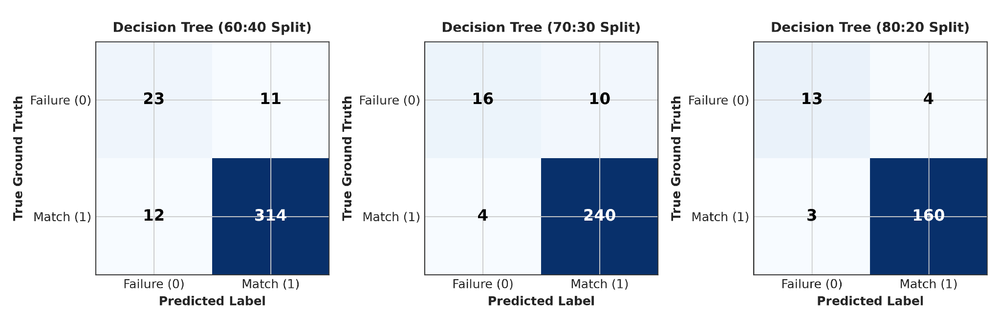 Decision Tree (60:40 Split)
True Ground Truth
Failure (0)
23
11
Match (1)
12
314
Failure (0)
Match (1)
Predicted Label
Decision Tree (70:30 Split)
True Ground Truth
Failure (0)
16
10
Match (1)
4
240
Failure (0)
Match (1)
Predicted Label
Decision Tree (80:20 Split)
True Ground Truth
Failure (0)
13
4
Match (1)
3
160
Failure (0)
Match (1)
Predicted Label